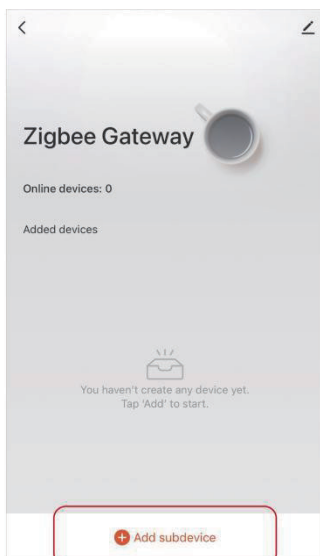 Zigbee Gateway
Online devices: 0
Added devices
You haven't create any device yet.
Tap 'Add' to start.
Add subdevice